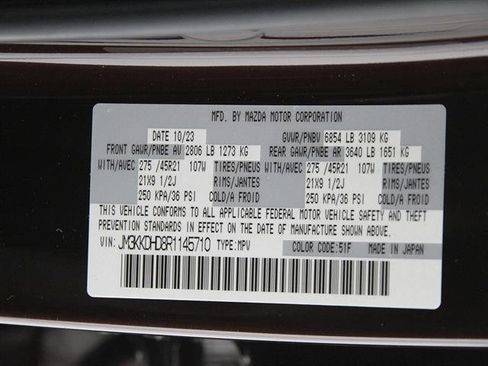 MFD. BY MAZDA MOTOR CORPORATION
DATE 10/23 GVWR/PNBV 6854 LB 3109 KG
FRONT GAWR/PNBE AV 2806 LB 1273 KG REAR GAWR/PNBE AR 3640 LB 1651 KG
WITH/AVEC 275 /45R21 107W TIRES/PNEUS WITH/AVEC 275 /45R21 107W TIRES/PNEUS
21X9 1/2J RIMS/JANTES 21X9 1/2J RIMS/JANTES
250 KPA/36 PSI COLD/A FROID 250 KPA/36 PSI COLD/A FROID
THIS VEHICLE CONFORMS TO ALL APPLICABLE FEDERAL MOTOR VEHICLE SAFETY AND THEFT
PREVENTION STANDARDS IN EFFECT ON THE DATE OF MANUFACTURE SHOWN ABOVE.
VIN: JM3KKDHD8R1145710 TYPE:MPV COLOR CODE:51F MADE IN JAPAN